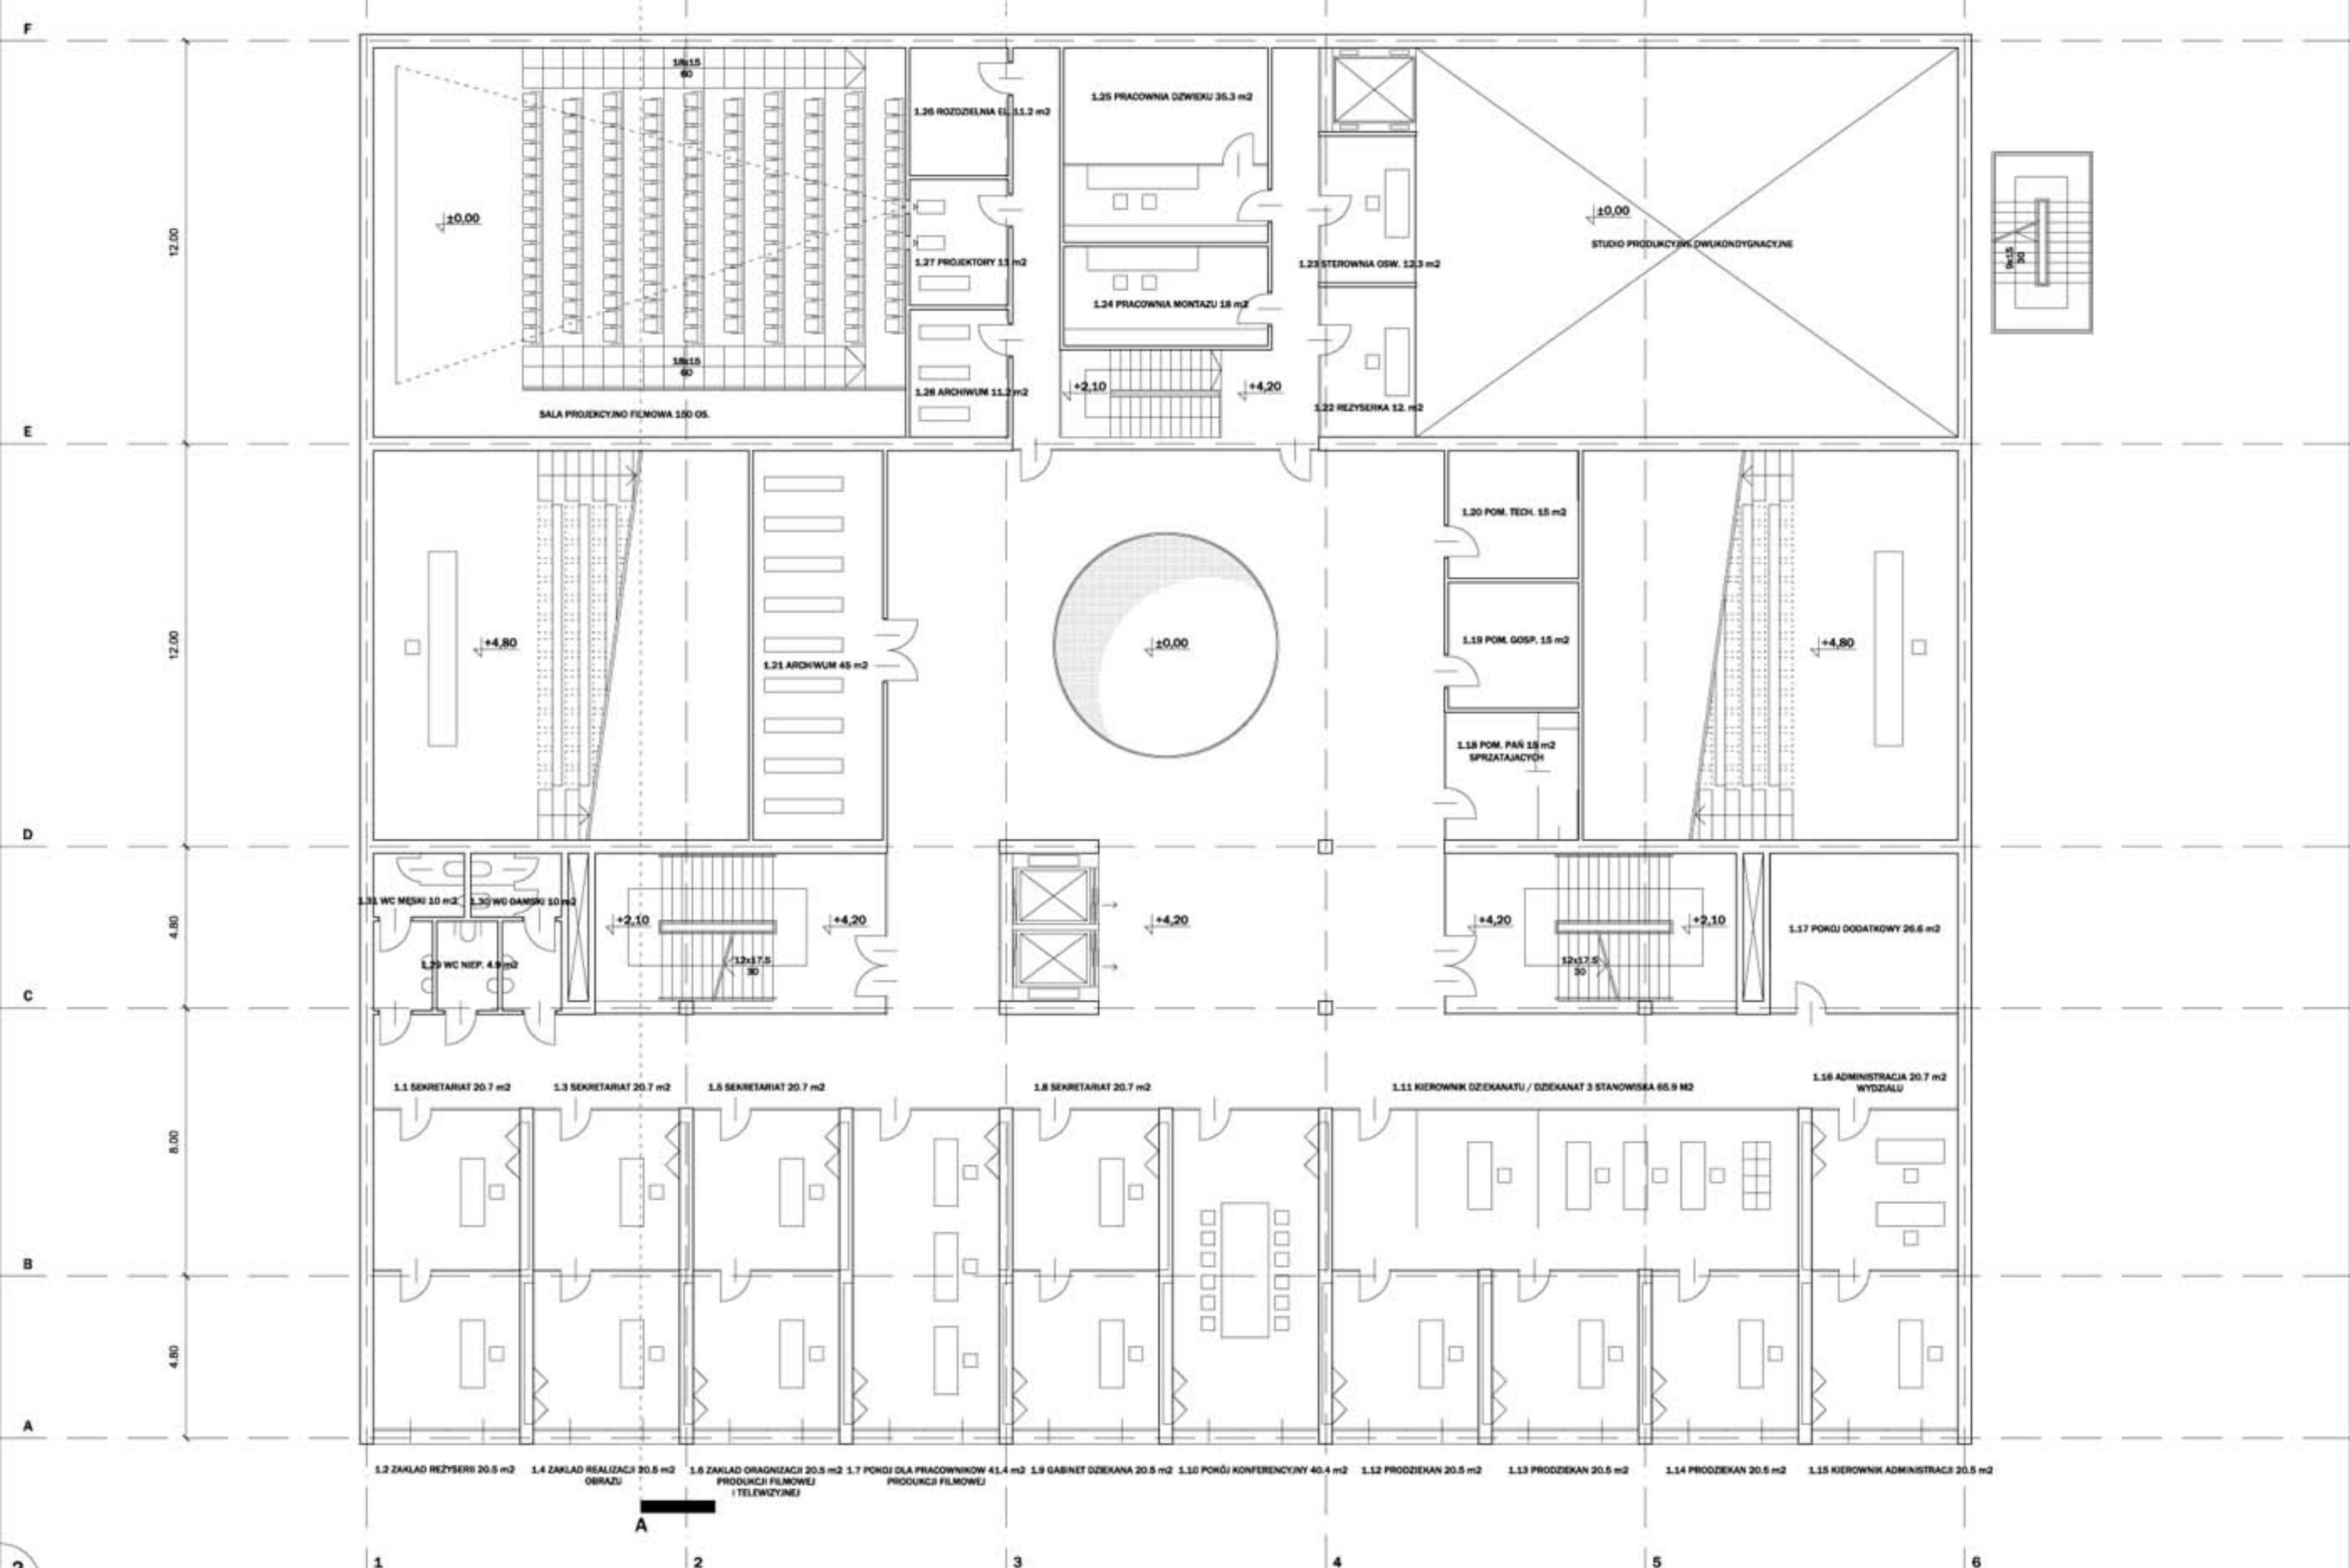 F
18x15
60
1.26 ROZDZIELNIA EL. 11.2 m2
1.25 PRACOWNIA DZWIEKU 35.3 m2
±0,00
±0,00
STUDIO PRODUKCYJNE DWUKONDYGNACYJNE
9x15
30
12.00
1.27 PROJEKTORY 11 m2
1.23 STEROWNIA OSW. 12.3 m2
1.24 PRACOWNIA MONTAZU 18 m2
18x15
60
1.28 ARCHIWUM 11.2 m2
+2,10
+4,20
1.22 REZYSERKA 12. m2
SALA PROJEKCYJNO FILMOWA 150 OS.
E
1.20 POM. TECH. 15 m2
12.00
+4,80
1.21 ARCHIWUM 45 m2
±0,00
1.19 POM. GOSP. 15 m2
+4,80
1.18 POM. PAŃ 15 m2
SPRZATAJACYCH
D
1.31 WC MĘSKI 10 m2
1.30 WC DAMSKI 10 m2
4.80
+2,10
+4,20
+4,20
+4,20
+2,10
1.17 POKÓJ DODATKOWY 26.6 m2
1.29 WC NIEP. 4.9 m2
12x17.5
30
12x17.5
30
C
1.1 SEKRETARIAT 20.7 m2
1.3 SEKRETARIAT 20.7 m2
1.5 SEKRETARIAT 20.7 m2
1.8 SEKRETARIAT 20.7 m2
1.11 KIEROWNIK DZIEKANATU / DZIEKANAT 3 STANOWISKA 65.9 M2
1.16 ADMINISTRACJA 20.7 m2
WYDZIALU
8.00
B
4.80
A
1.2 ZAKLAD REŻYSERII 20.5 m2
1.4 ZAKLAD REALIZACJI 20.5 m2
OBRAZU
1.6 ZAKLAD ORAGNIZACJI 20.5 m2
PRODUKCJI FILMOWEJ
I TELEWIZYJNEJ
1.7 POKOJ DLA PRACOWNIKOW 41.4 m2
PRODUKCJI FILMOWEJ
1.9 GABINET DZIEKANA 20.5 m2
1.10 POKÓJ KONFERENCYJNY 40.4 m2
1.12 PRODZIEKAN 20.5 m2
1.13 PRODZIEKAN 20.5 m2
1.14 PRODZIEKAN 20.5 m2
1.15 KIEROWNIK ADMINISTRACJI 20.5 m2
A
1
2
3
4
5
6